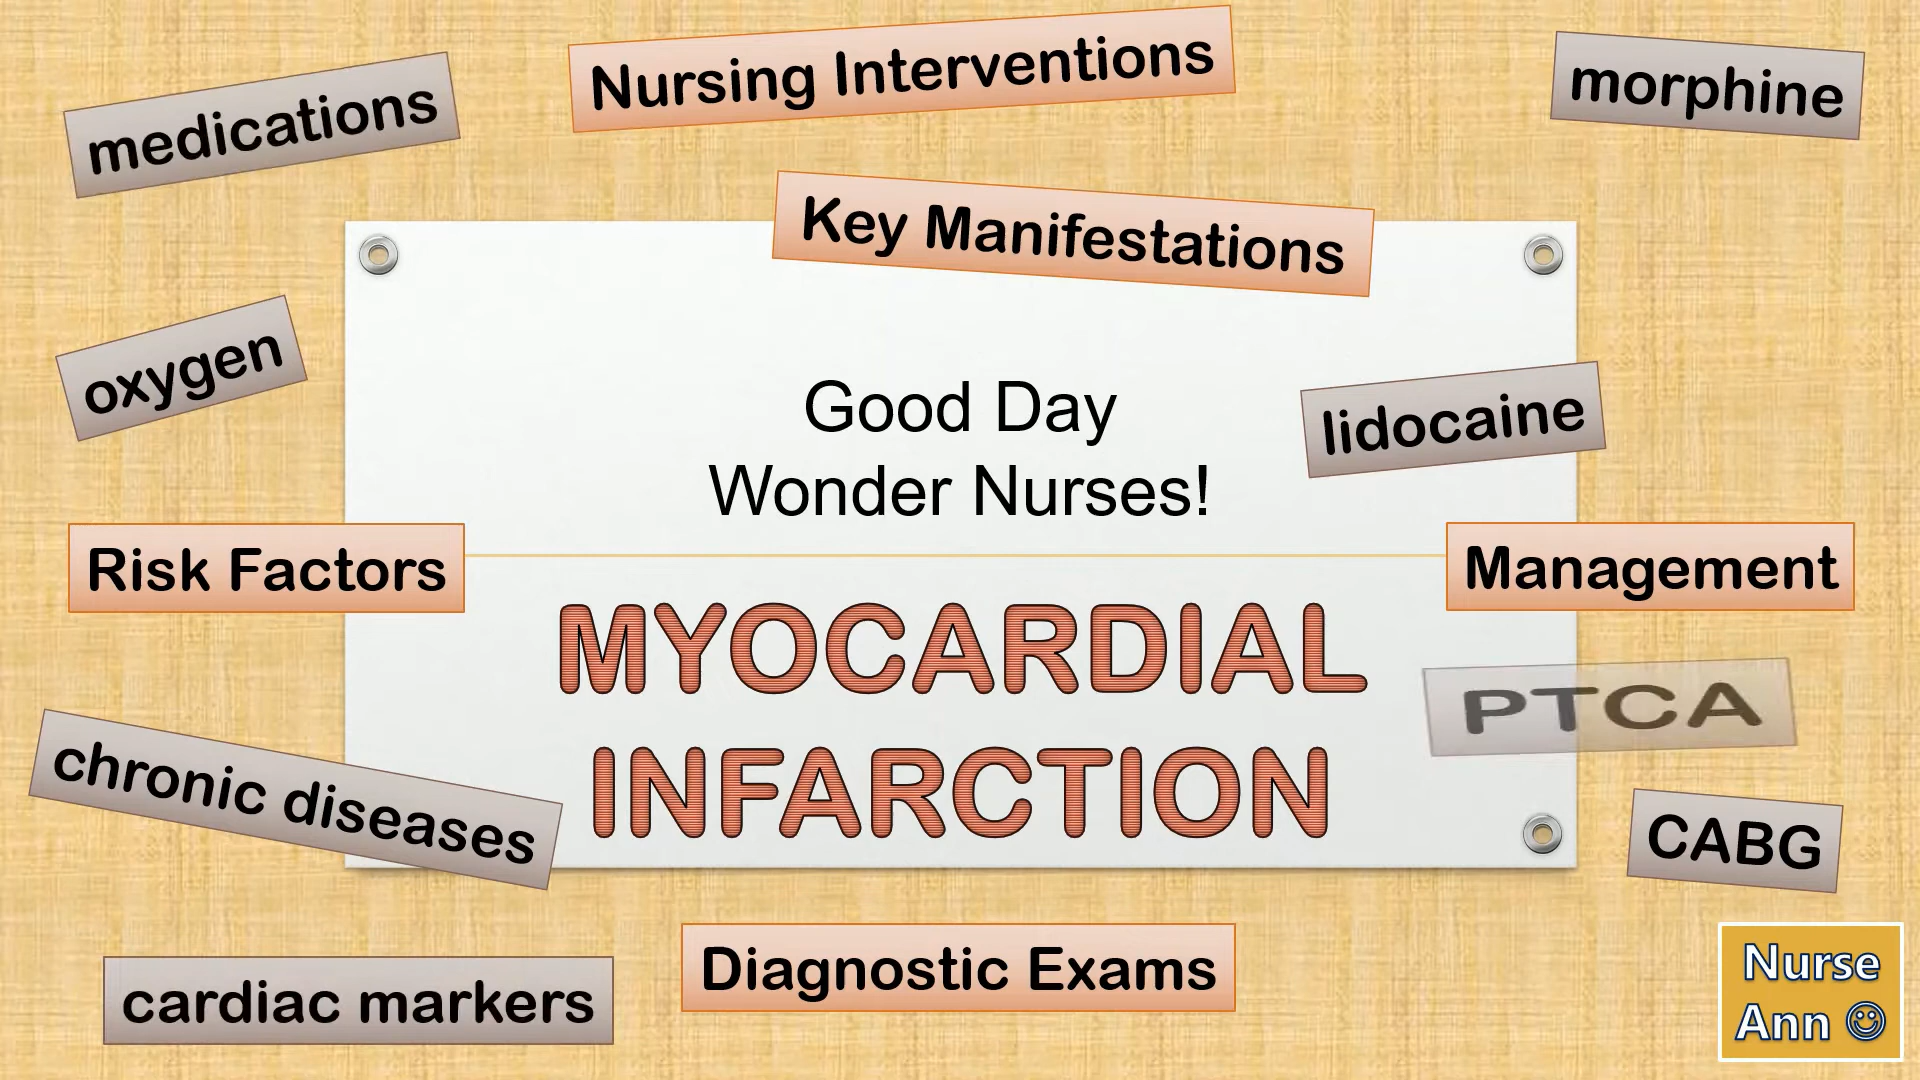 Nursing Interventions
medications
morphine
Key Manifestations
oxygen
Good Day
Wonder Nurses!
lidocaine
Risk Factors
Management
MYOCARDIAL
INFARCTION
PTCA
chronic diseases
CABG
Diagnostic Exams
cardiac markers
Nurse
Ann ☺